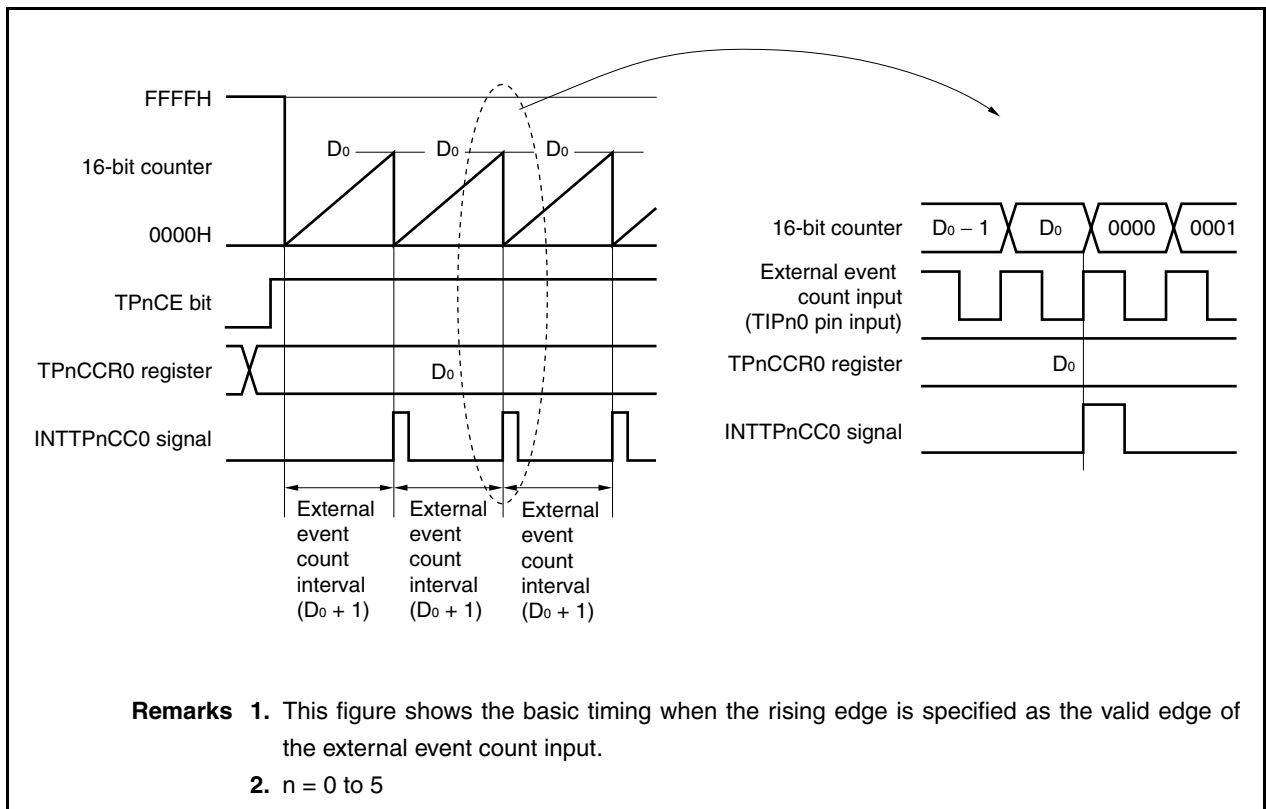 FFFFH
16-bit counter
0000H
D0
D0
D0
TPnCE bit
TPnCCR0 register
D0
INTTPnCC0 signal
External
event
count
interval
(D0 + 1)
External
event
count
interval
(D0 + 1)
External
event
count
interval
(D0 + 1)
16-bit counter
D0 − 1
D0
0000
0001
External event
count input
(TIPn0 pin input)
TPnCCR0 register
D0
INTTPnCC0 signal
Remarks 1. This figure shows the basic timing when the rising edge is specified as the valid edge of
the external event count input.
2. n = 0 to 5